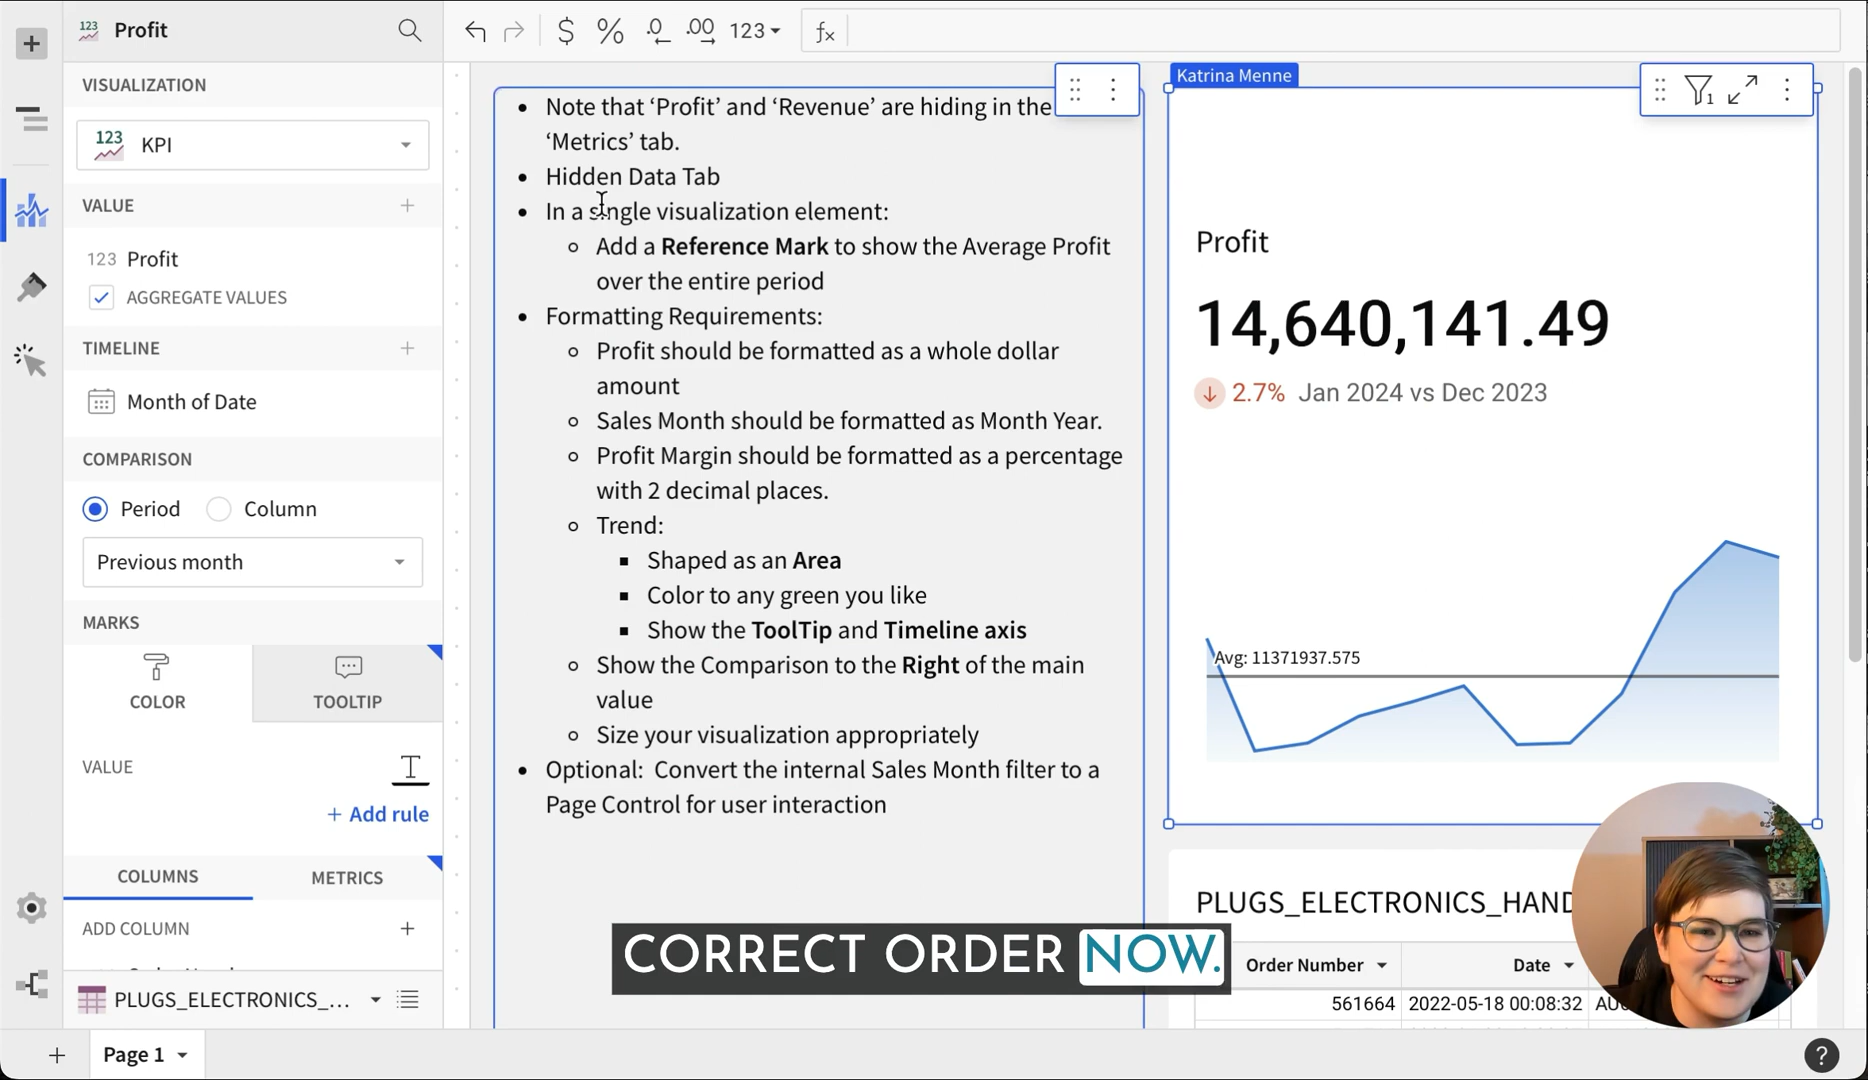 Profit
VISUALIZATION
123 KPI
VALUE
123 Profit
AGGREGATE VALUES
TIMELINE
Month of Date
COMPARISON
Period Column
Previous month
MARKS
COLOR TOOLTIP
VALUE
+ Add rule
COLUMNS METRICS
ADD COLUMN
PLUGS_ELECTRONICS_...
Page 1
$ % .0 .00 123 fx
• Note that ‘Profit’ and ‘Revenue’ are hiding in the
‘Metrics’ tab.
• Hidden Data Tab
• In a single visualization element:
Add a Reference Mark to show the Average Profit
over the entire period
• Formatting Requirements:
Profit should be formatted as a whole dollar
amount
Sales Month should be formatted as Month Year.
Profit Margin should be formatted as a percentage
with 2 decimal places.
Trend:
Shaped as an Area
Color to any green you like
Show the ToolTip and Timeline axis
Show the Comparison to the Right of the main
value
Size your visualization appropriately
• Optional: Convert the internal Sales Month filter to a
Page Control for user interaction
CORRECT ORDER NOW.
Katrina Menne
1
Profit
14,640,141.49
2.7% Jan 2024 vs Dec 2023
Avg: 11371937.575
PLUGS_ELECTRONICS_HAND
Order Number Date
561664 2022-05-18 00:08:32
?